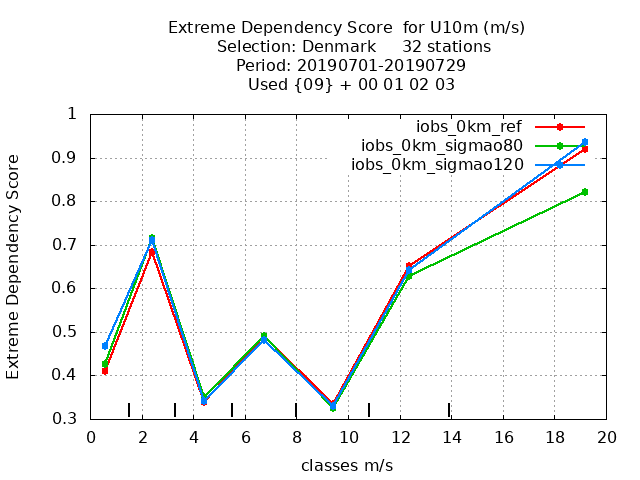 Extreme Dependency Score  for U10m (m/s)
Selection: Denmark     32 stations
Period: 20190701-20190729
Used {09} + 00 01 02 03
iobs_0km_ref
iobs_0km_sigmao80
iobs_0km_sigmao120
Extreme Dependency Score
1
0.9
0.8
0.7
0.6
0.5
0.4
0.3
0 2 4 6 8 10 12 14 16 18 20
classes m/s